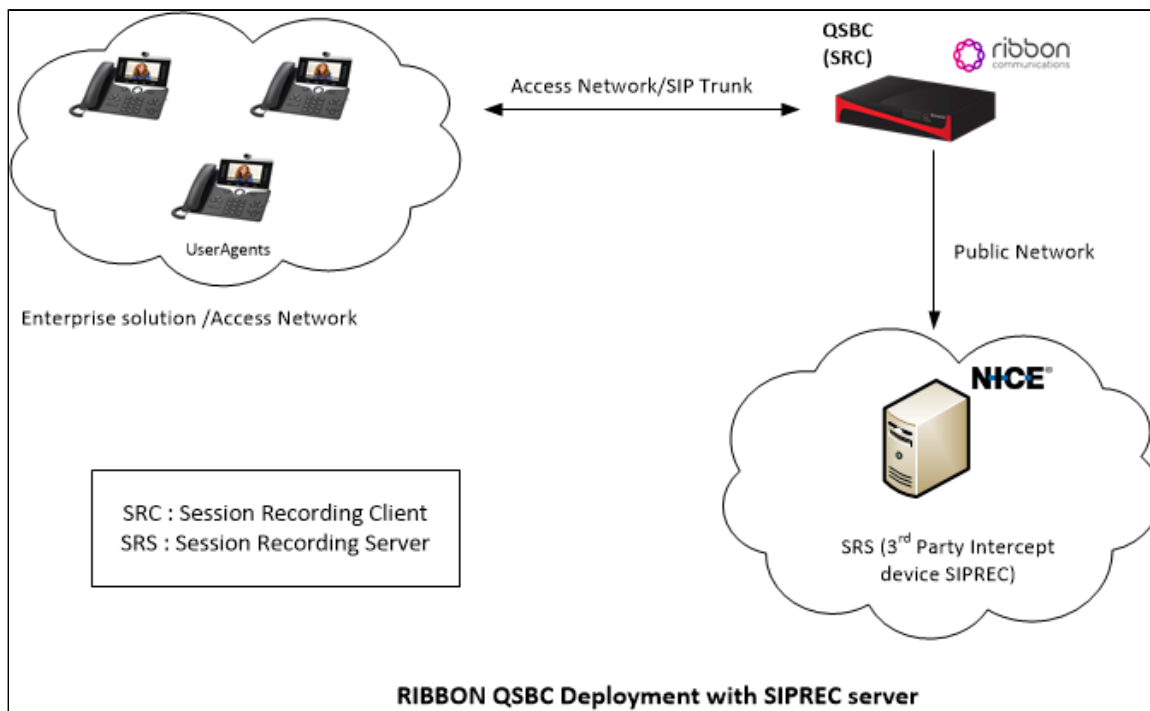 QSBC
(SRC)
ribbon
communications
Access Network/SIP Trunk
UserAgents
Public Network
Enterprise solution /Access Network
NICE®
SRC : Session Recording Client
SRS : Session Recording Server
SRS (3rd Party Intercept
device SIPREC)
RIBBON QSBC Deployment with SIPREC server